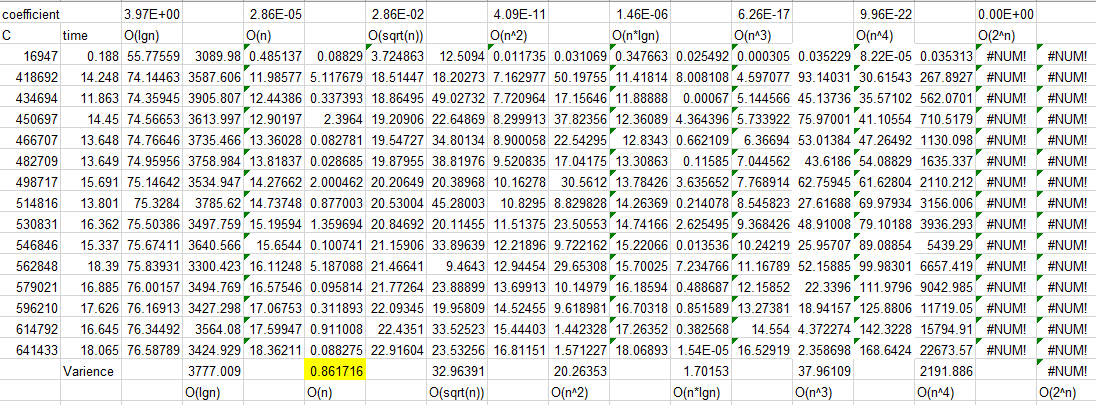 coefficient 3.97E+00 2.86E-05 2.86E-02 4.09E-11 1.46E-06 6.26E-17 9.96E-22 0.00E+00
C time O(lgn) O(n) O(sqrt(n)) O(n^2) O(n*lgn) O(n^3) O(n^4) O(2^n)
16947 0.188 55.77559 3089.98 0.485137 0.08829 3.724863 12.5094 0.011735 0.031069 0.347663 0.025492 0.000305 0.035229 8.22E-05 0.035313 #NUM! #NUM!
418692 14.248 74.14463 3587.606 11.98577 5.117679 18.51447 18.20273 7.162977 50.19755 11.41814 8.008108 4.597077 93.14031 30.61543 267.8927 #NUM! #NUM!
434694 11.863 74.35945 3905.807 12.44386 0.337393 18.86495 49.02732 7.720964 17.15646 11.88888 0.00067 5.144566 45.13736 35.57102 562.0701 #NUM! #NUM!
450697 14.45 74.56653 3613.997 12.90197 2.3964 19.20906 22.64869 8.299913 37.82356 12.36089 4.364396 5.733922 75.97001 41.10554 710.5179 #NUM! #NUM!
466707 13.648 74.76646 3735.466 13.36028 0.082781 19.54727 34.80134 8.900058 22.54295 12.8343 0.662109 6.36694 53.01384 47.26492 1130.098 #NUM! #NUM!
482709 13.649 74.95956 3758.984 13.81837 0.028685 19.87955 38.81976 9.520835 17.04175 13.30863 0.11585 7.044562 43.6186 54.08829 1635.337 #NUM! #NUM!
498717 15.691 75.14642 3534.947 14.27662 2.000462 20.20649 20.38968 10.16278 30.5612 13.78426 3.635652 7.768914 62.75945 61.62804 2110.212 #NUM! #NUM!
514816 13.801 75.3284 3785.62 14.73748 0.877003 20.53004 45.28003 10.8295 8.829828 14.26369 0.214078 8.545823 27.61688 69.97934 3156.006 #NUM! #NUM!
530831 16.362 75.50386 3497.759 15.19594 1.359694 20.84692 20.11455 11.51375 23.50553 14.74166 2.625495 9.368426 48.91008 79.10188 3936.293 #NUM! #NUM!
546846 15.337 75.67411 3640.566 15.6544 0.100741 21.15906 33.89639 12.21896 9.722162 15.22066 0.013536 10.24219 25.95707 89.08854 5439.29 #NUM! #NUM!
562848 18.39 75.83931 3300.423 16.11248 5.187088 21.46641 9.4643 12.94454 29.65308 15.70025 7.234766 11.16789 52.15885 99.98301 6657.419 #NUM! #NUM!
579021 16.885 76.00157 3494.769 16.57546 0.095814 21.77264 23.88899 13.69913 10.14979 16.18594 0.488687 12.15852 22.3396 111.9796 9042.985 #NUM! #NUM!
596210 17.626 76.16913 3427.298 17.06753 0.311893 22.09345 19.95809 14.52455 9.618981 16.70318 0.851589 13.27381 18.94157 125.8806 11719.05 #NUM! #NUM!
614792 16.645 76.34492 3564.08 17.59947 0.911008 22.4351 33.52523 15.44403 1.442328 17.26352 0.382568 14.554 4.372274 142.3228 15794.91 #NUM! #NUM!
641433 18.065 76.58789 3424.929 18.36211 0.088275 22.91604 23.53256 16.81151 1.571227 18.06893 1.54E-05 16.52919 2.358698 168.6424 22673.57 #NUM! #NUM!
Varience 3777.009 0.861716 32.96391 20.26353 1.70153 37.96109 2191.886 #NUM!
O(lgn) O(n) O(sqrt(n)) O(n^2) O(n*lgn) O(n^3) O(n^4) O(2^n)